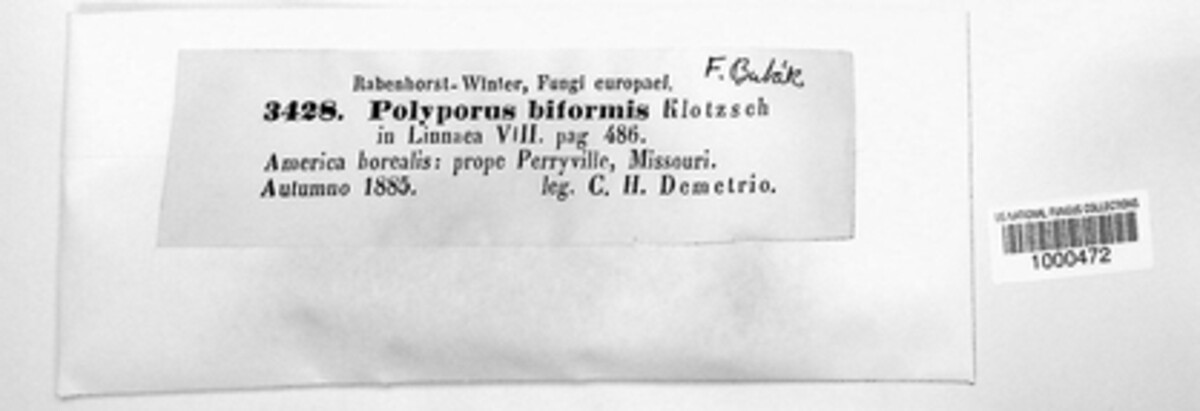 F. Bubák
Rabenhorst-Winter, Fungi europaei.
3428. Polyporus biformis Klotzsch
in Linnaea VIII. pag 486.
America borealis: prope Perryville, Missouri.
Autumno 1885. leg. C. H. Demetrio.
US NATIONAL FUNGUS COLLECTIONS
1000472